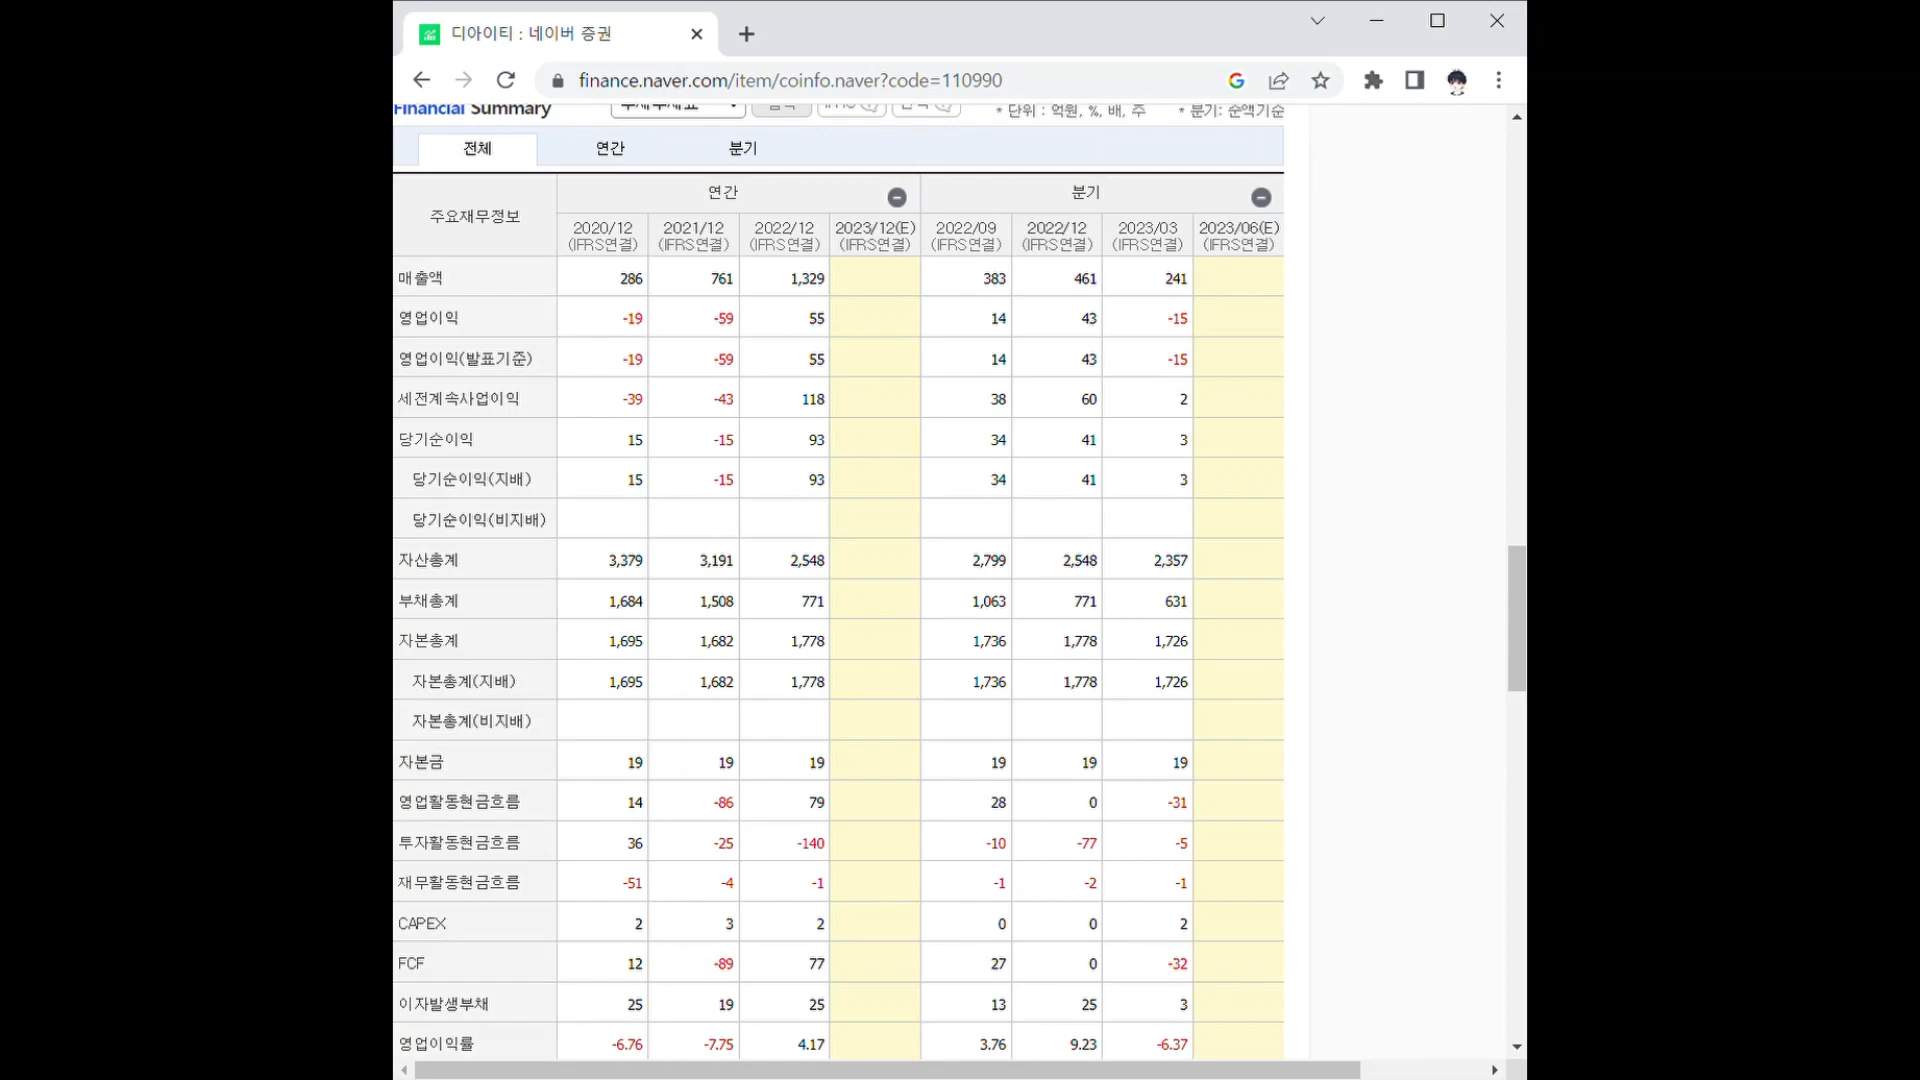 디아이티 : 네이버 증권
finance.naver.com/item/coinfo.naver?code=110990
Financial Summary
* 단위 : 억원, %, 배, 주 * 분기: 순액기준
전체 연간 분기
주요재무정보 연간 분기
2020/12 2021/12 2022/12 2023/12(E) 2022/09 2022/12 2023/03 2023/06(E)
(IFRS연결) (IFRS연결) (IFRS연결) (IFRS연결) (IFRS연결) (IFRS연결) (IFRS연결) (IFRS연결)
매출액 286 761 1,329 383 461 241
영업이익 -19 -59 55 14 43 -15
영업이익(발표기준) -19 -59 55 14 43 -15
세전계속사업이익 -39 -43 118 38 60 2
당기순이익 15 -15 93 34 41 3
당기순이익(지배) 15 -15 93 34 41 3
당기순이익(비지배)
자산총계 3,379 3,191 2,548 2,799 2,548 2,357
부채총계 1,684 1,508 771 1,063 771 631
자본총계 1,695 1,682 1,778 1,736 1,778 1,726
자본총계(지배) 1,695 1,682 1,778 1,736 1,778 1,726
자본총계(비지배)
자본금 19 19 19 19 19 19
영업활동현금흐름 14 -86 79 28 0 -31
투자활동현금흐름 36 -25 -140 -10 -77 -5
재무활동현금흐름 -51 -4 -1 -1 -2 -1
CAPEX 2 3 2 0 0 2
FCF 12 -89 77 27 0 -32
이자발생부채 25 19 25 13 25 3
영업이익률 -6.76 -7.75 4.17 3.76 9.23 -6.37